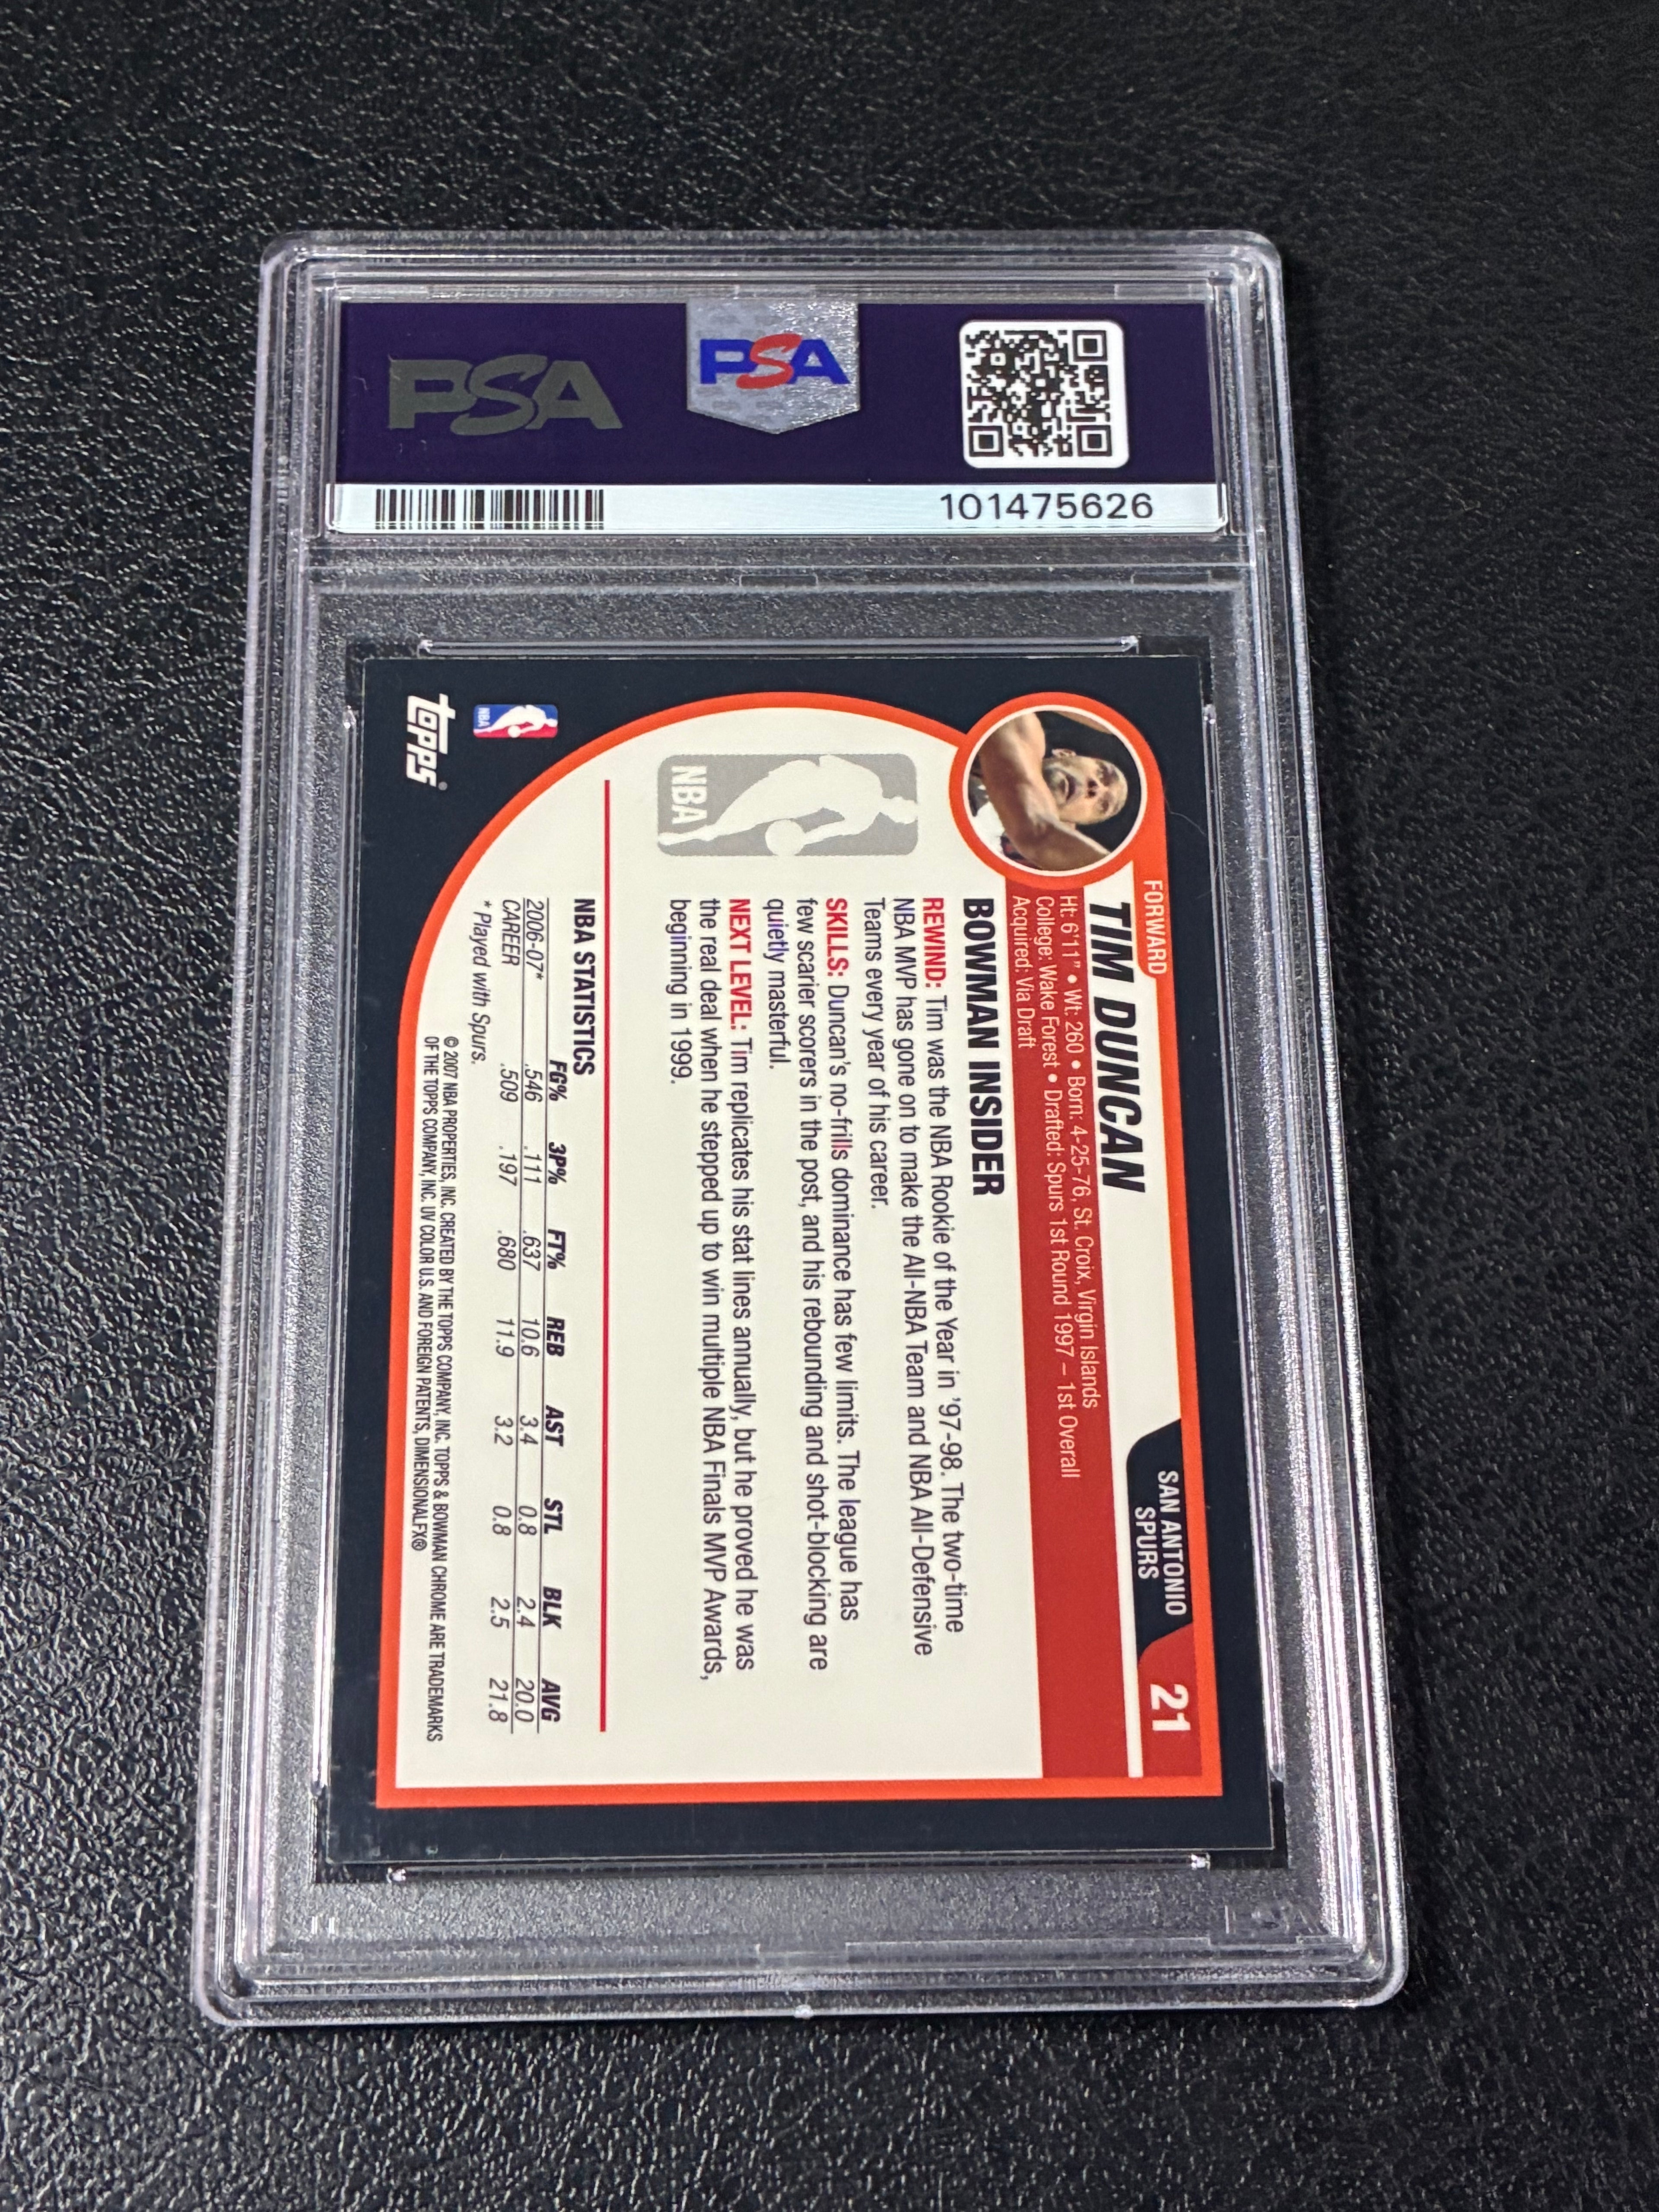 PSA
PSA
101475626
FORWARD
SAN ANTONIO
SPURS
21
TIM DUNCAN
Ht: 6'11" • Wt: 260 • Born: 4-25-76, St. Croix, Virgin Islands
College: Wake Forest • Drafted: Spurs 1st Round 1997 – 1st Overall
Acquired: Via Draft
BOWMAN INSIDER
REWIND: Tim was the NBA Rookie of the Year in '97-98. The two-time
NBA MVP has gone on to make the All-NBA Team and NBA All-Defensive
Teams every year of his career.
SKILLS: Duncan's no-frills dominance has few limits. The league has
few scarier scorers in the post, and his rebounding and shot-blocking are
quietly masterful.
NEXT LEVEL: Tim replicates his stat lines annually, but he proved he was
the real deal when he stepped up to win multiple NBA Finals MVP Awards,
beginning in 1999.
NBA
NBA STATISTICS
FG% 3P% FT% REB AST STL BLK AVG
2006-07* .546 .111 .637 10.6 3.4 0.8 2.4 20.0
CAREER .509 .197 .680 11.9 3.2 0.8 2.5 21.8
* Played with Spurs.
© 2007 NBA PROPERTIES, INC. CREATED BY THE TOPPS COMPANY, INC. TOPPS & BOWMAN CHROME ARE TRADEMARKS
OF THE TOPPS COMPANY, INC. UV COLOR U.S. AND FOREIGN PATENTS, DIMENSIONALFX®
NBA
topps®